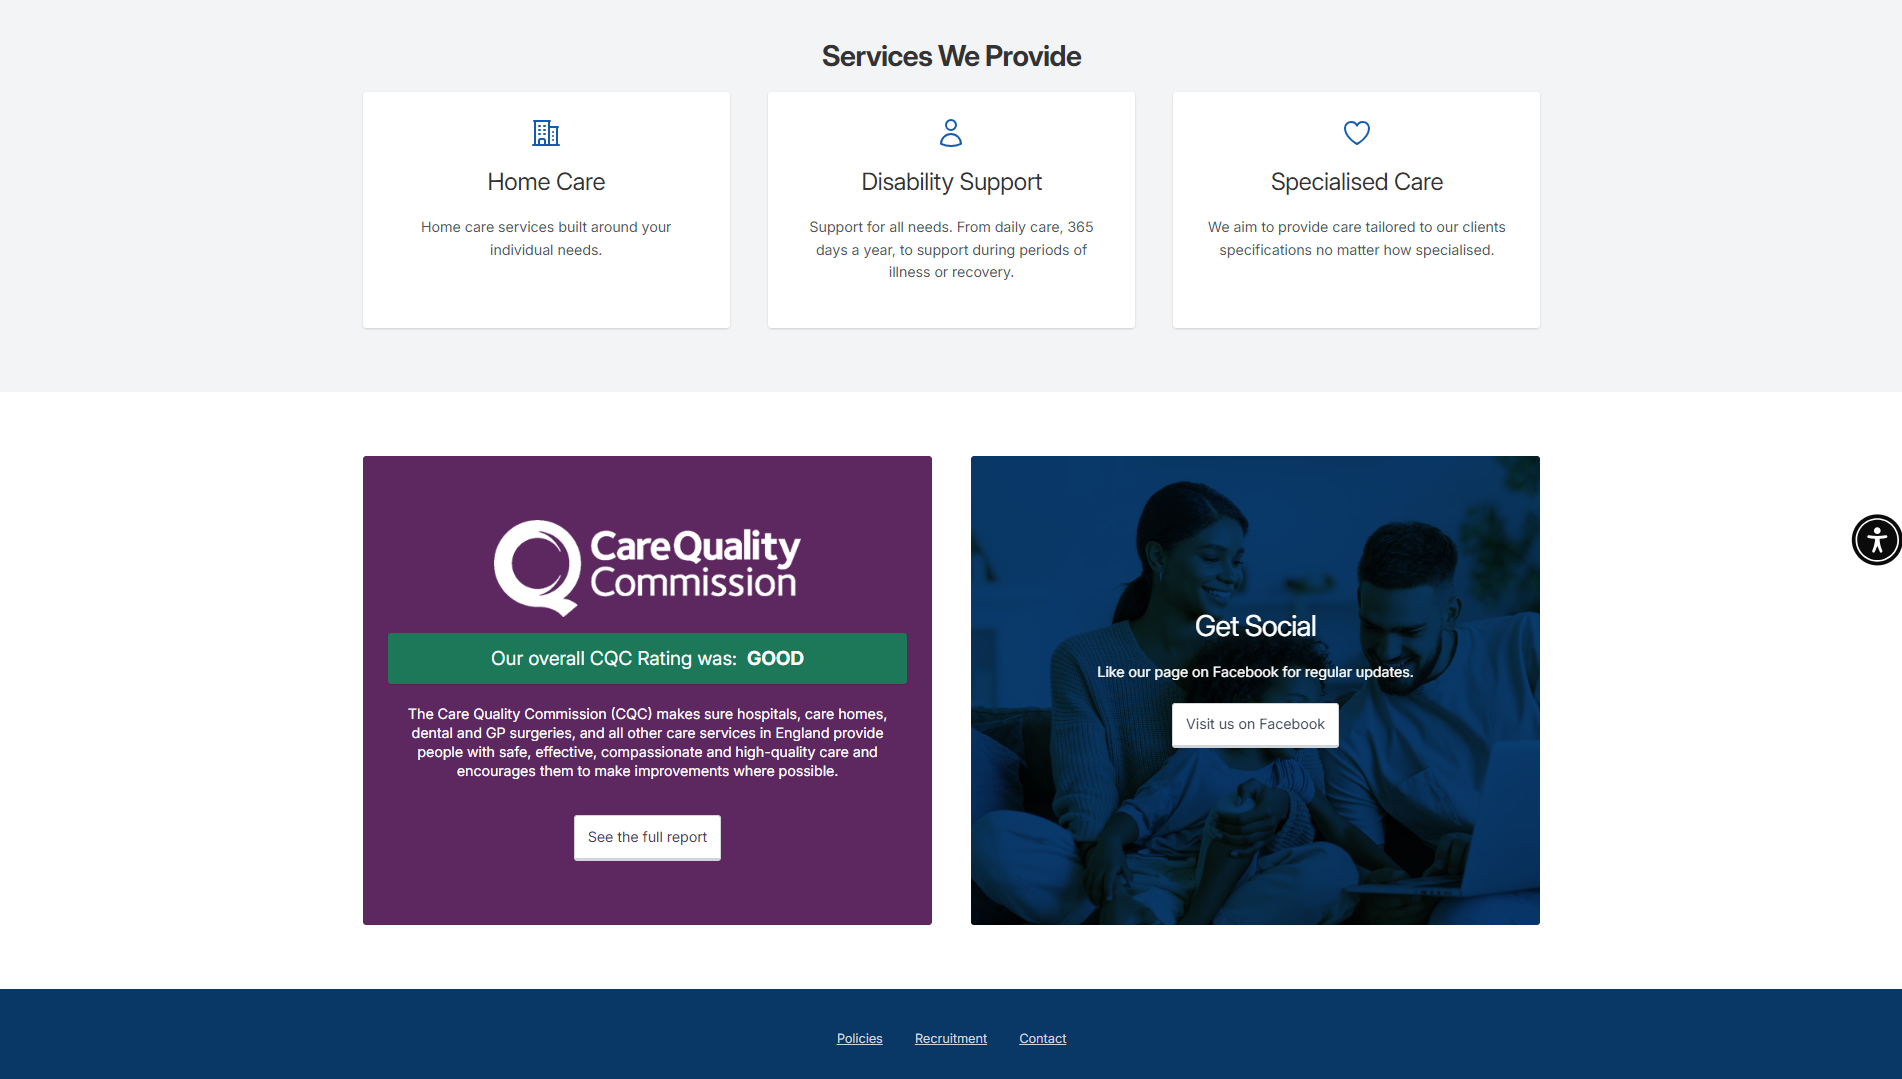 Services We Provide
Home Care
Home care services built around your
individual needs.
Disability Support
Support for all needs. From daily care, 365
days a year, to support during periods of
illness or recovery.
Specialised Care
We aim to provide care tailored to our clients
specifications no matter how specialised.
CareQuality
Commission
Our overall CQC Rating was: GOOD
The Care Quality Commission (CQC) makes sure hospitals, care homes,
dental and GP surgeries, and all other care services in England provide
people with safe, effective, compassionate and high-quality care and
encourages them to make improvements where possible.
See the full report
Get Social
Like our page on Facebook for regular updates.
Visit us on Facebook
Policies
Recruitment
Contact